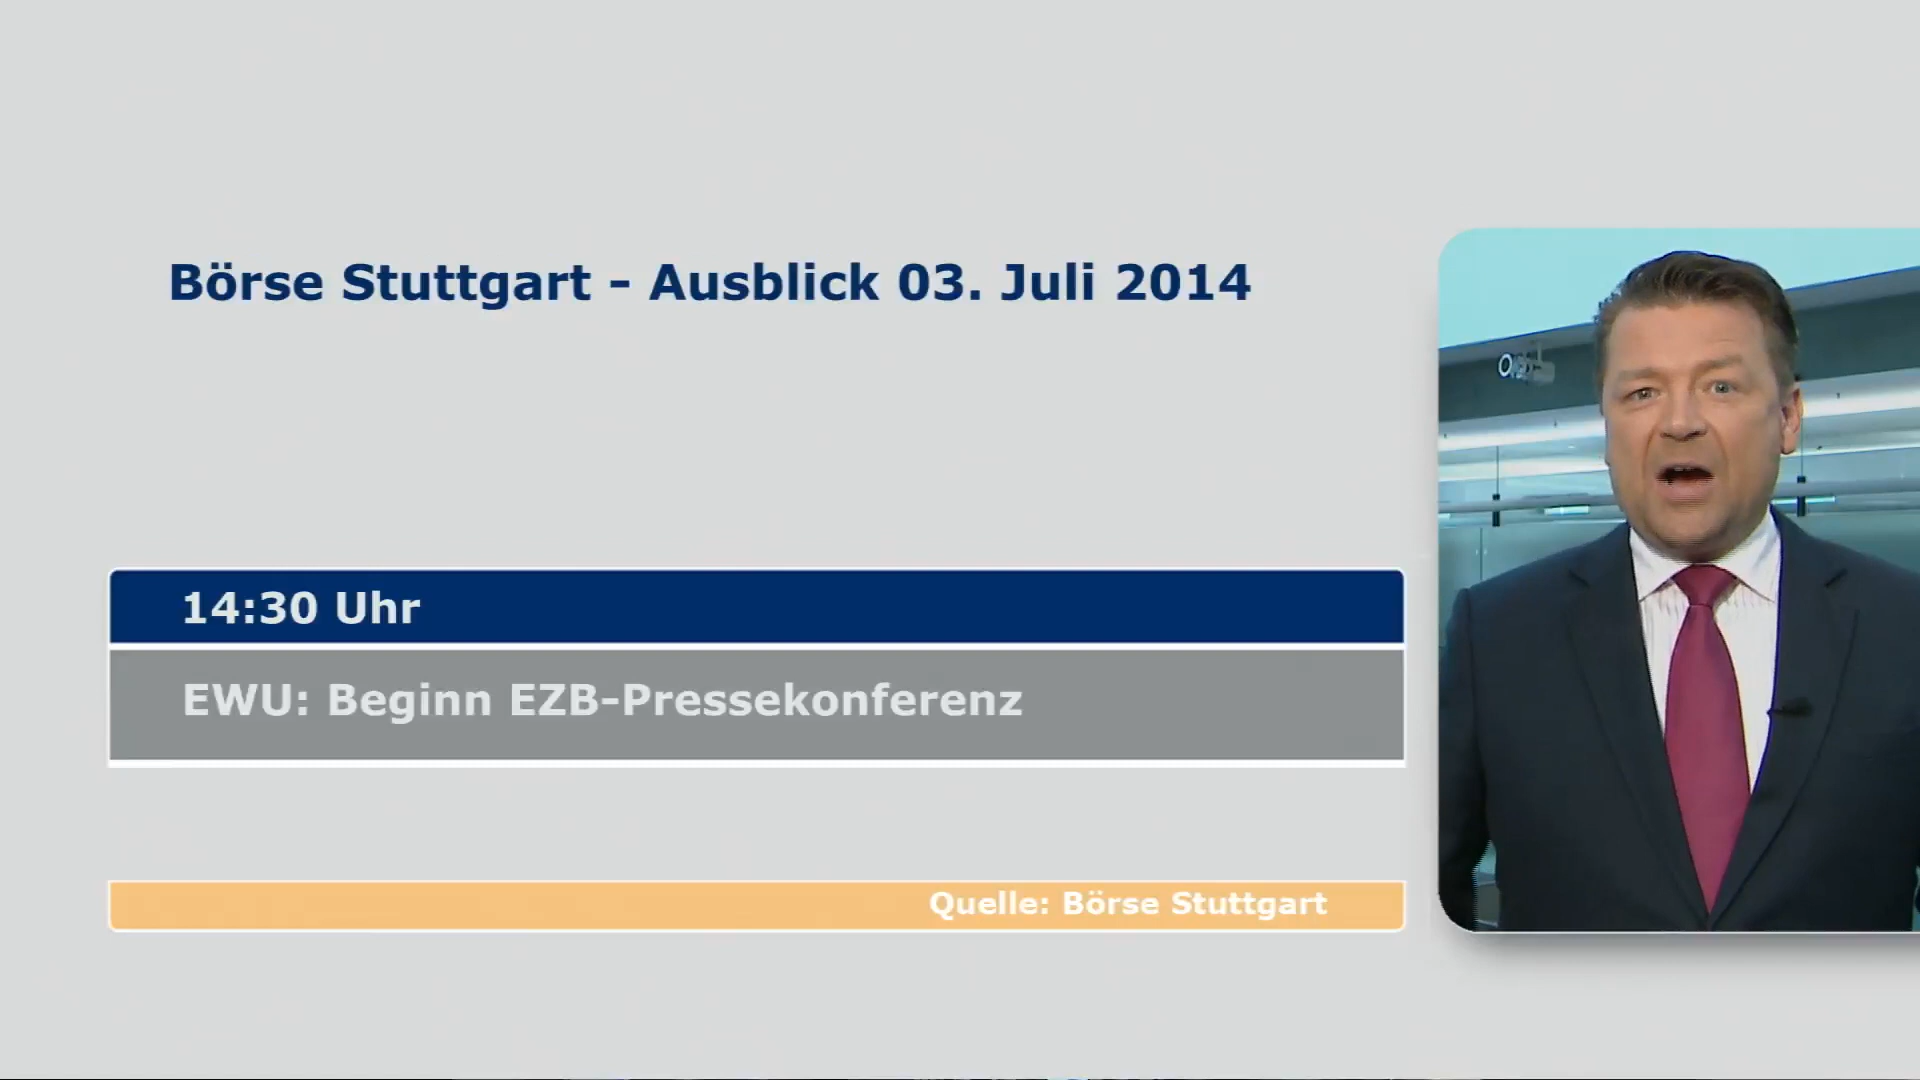 Börse Stuttgart - Ausblick 03. Juli 2014
14:30 Uhr
EWU: Beginn EZB-Pressekonferenz
Quelle: Börse Stuttgart